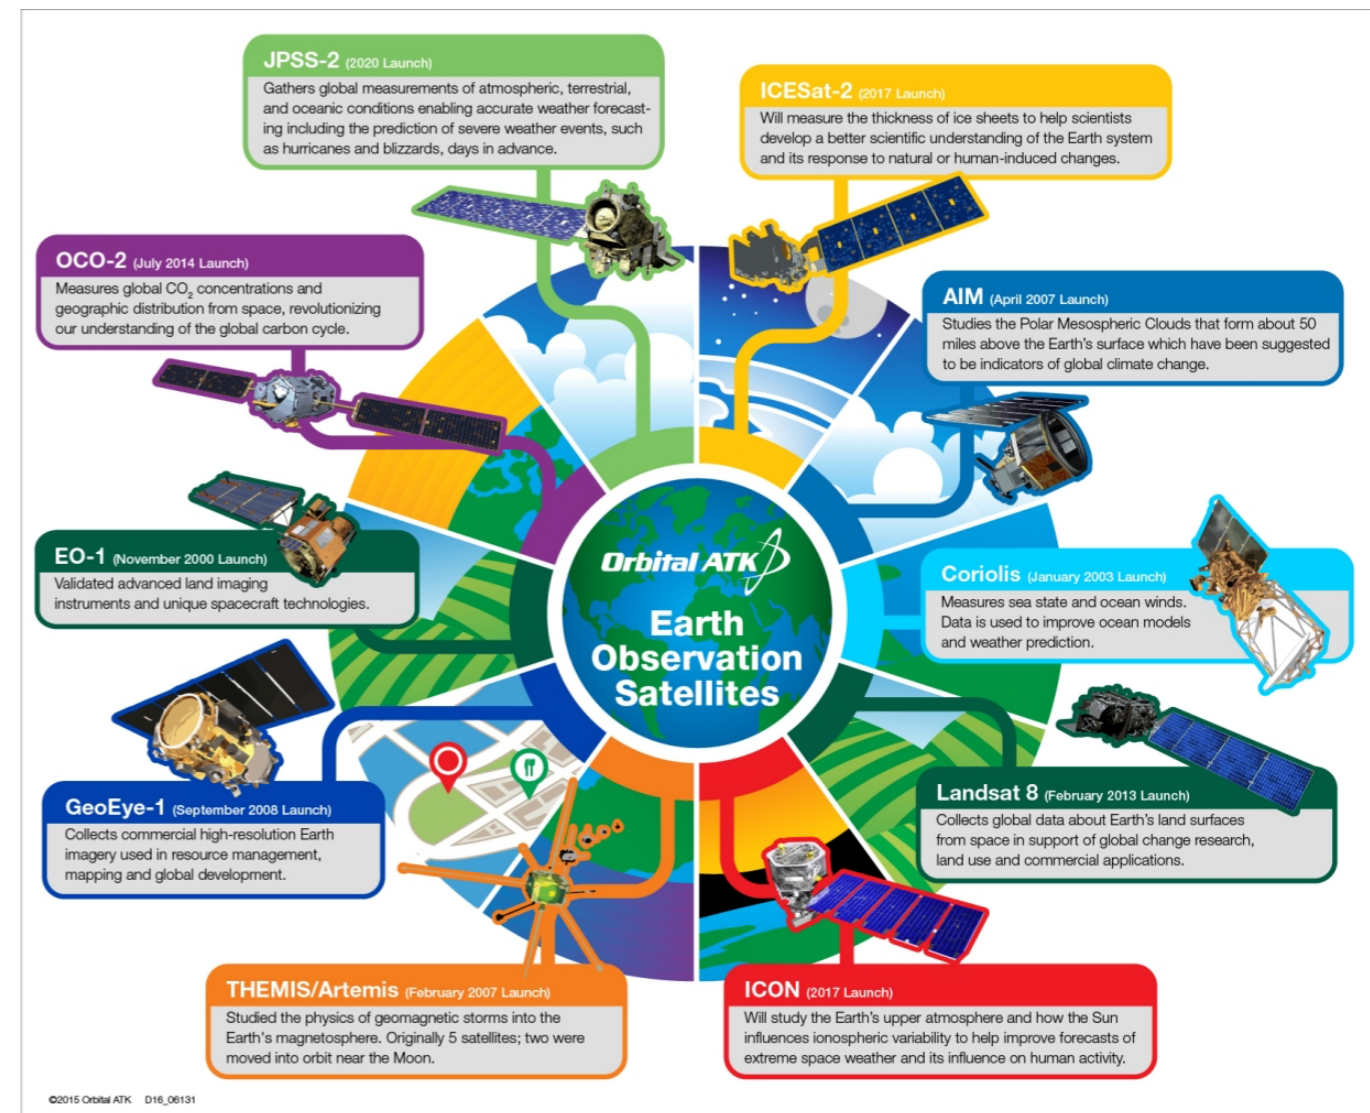 JPSS-2 (2020 Launch)
Gathers global measurements of atmospheric, terrestrial,
and oceanic conditions enabling accurate weather forecast-
ing including the prediction of severe weather events, such
as hurricanes and blizzards, days in advance.
ICESat-2 (2017 Launch)
Will measure the thickness of ice sheets to help scientists
develop a better scientific understanding of the Earth system
and its response to natural or human-induced changes.
OCO-2 (July 2014 Launch)
Measures global CO₂ concentrations and
geographic distribution from space, revolutionizing
our understanding of the global carbon cycle.
AIM (April 2007 Launch)
Studies the Polar Mesospheric Clouds that form about 50
miles above the Earth's surface which have been suggested
to be indicators of global climate change.
EO-1 (November 2000 Launch)
Validated advanced land imaging
instruments and unique spacecraft technologies.
Orbital ATK
Earth
Observation
Satellites
Coriolis (January 2003 Launch)
Measures sea state and ocean winds.
Data is used to improve ocean models
and weather prediction.
GeoEye-1 (September 2008 Launch)
Collects commercial high-resolution Earth
imagery used in resource management,
mapping and global development.
Landsat 8 (February 2013 Launch)
Collects global data about Earth's land surfaces
from space in support of global change research,
land use and commercial applications.
THEMIS/Artemis (February 2007 Launch)
Studied the physics of geomagnetic storms into the
Earth's magnetosphere. Originally 5 satellites; two were
moved into orbit near the Moon.
ICON (2017 Launch)
Will study the Earth's upper atmosphere and how the Sun
influences ionospheric variability to help improve forecasts of
extreme space weather and its influence on human activity.
©2015 Orbital ATK D16_06131